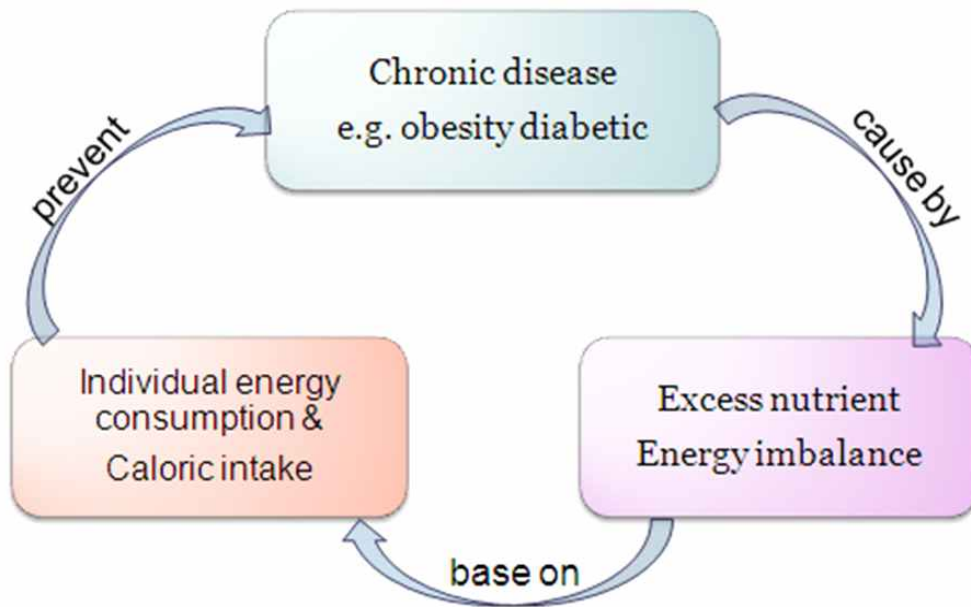 Chronic disease
e.g. obesity diabetic
prevent
cause by
Individual energy
consumption &
Caloric intake
Excess nutrient
Energy imbalance
base on